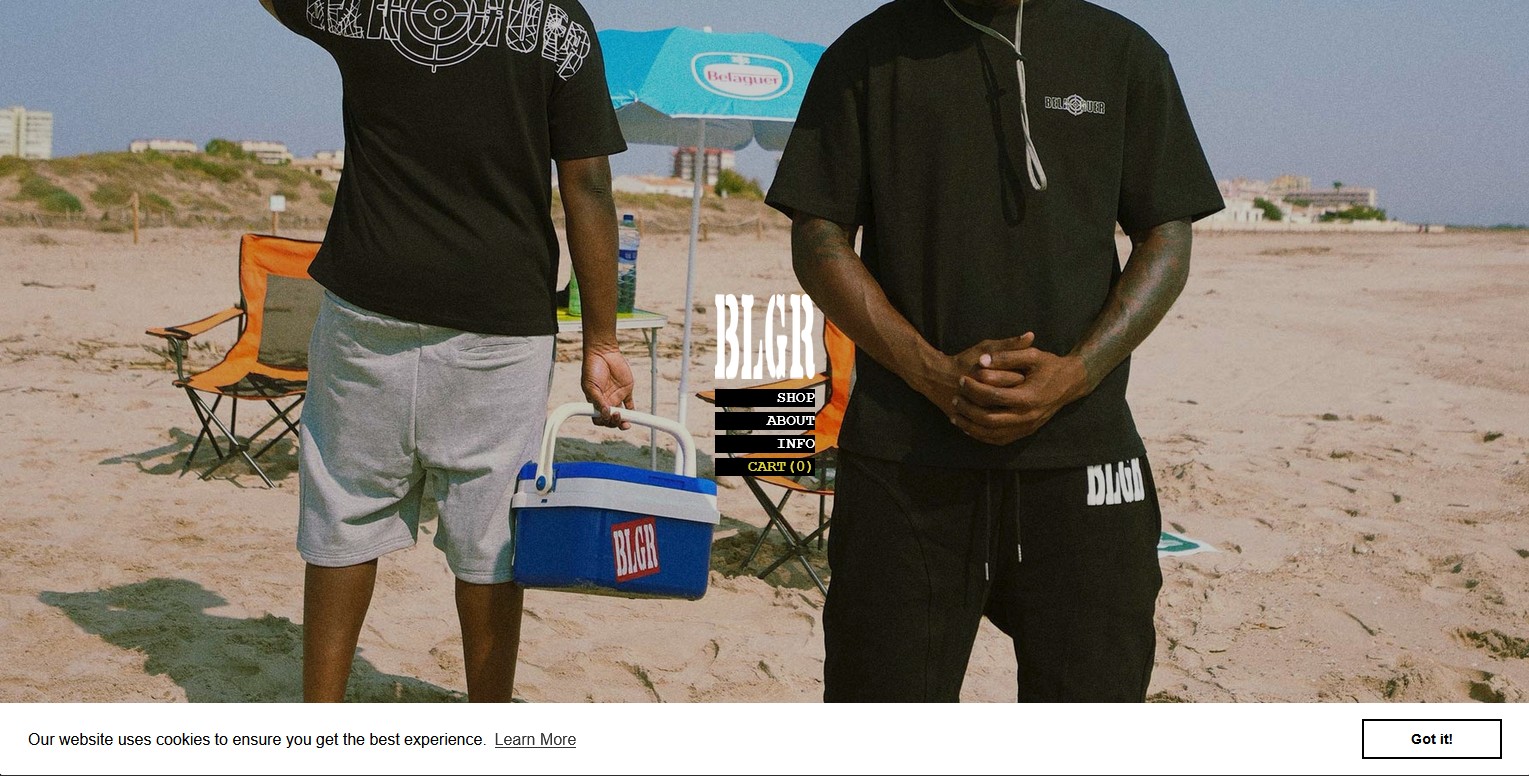 Belaguer
BELAGUER
BLGR
SHOP
ABOUT
INFO
CART (0)
BLGR
BLGR
Our website uses cookies to ensure you get the best experience. Learn More
Got it!